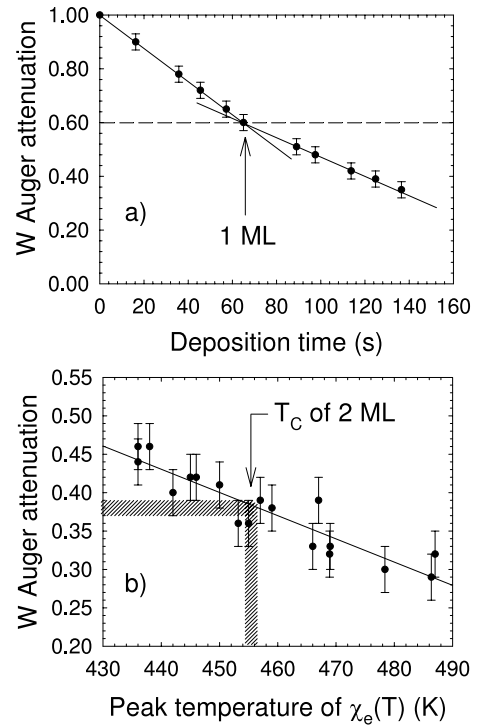 1.00
0.80
0.60
0.40
0.20
0.00
W Auger attenuation
a)
1 ML
0 20 40 60 80 100 120 140 160
Deposition time (s)
0.55
0.50
0.45
0.40
0.35
0.30
0.25
0.20
W Auger attenuation
T_C of 2 ML
b)
430 440 450 460 470 480 490
Peak temperature of χ_e(T) (K)